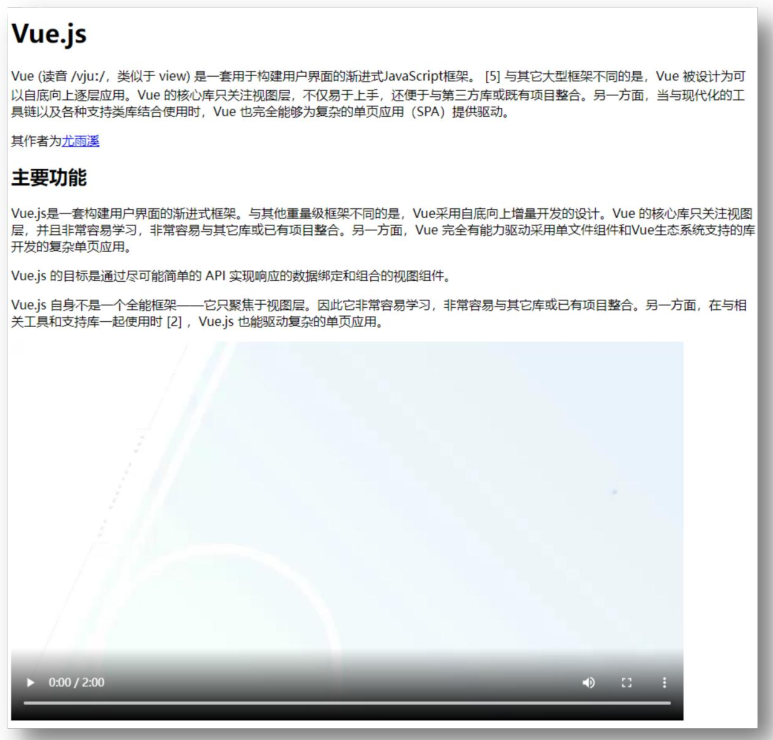 Vue.js
Vue (读音 /vjuː/，类似于 view) 是一套用于构建用户界面的渐进式JavaScript框架。 [5] 与其它大型框架不同的是，Vue 被设计为可
以自底向上逐层应用。Vue 的核心库只关注视图层，不仅易于上手，还便于与第三方库或既有项目整合。另一方面，当与现代化的工
具链以及各种支持类库结合使用时，Vue 也完全能够为复杂的单页应用（SPA）提供驱动。
其作者为尤雨溪
主要功能
Vue.js是一套构建用户界面的渐进式框架。与其他重量级框架不同的是，Vue采用自底向上增量开发的设计。Vue 的核心库只关注视图
层，并且非常容易学习，非常容易与其它库或已有项目整合。另一方面，Vue 完全有能力驱动采用单文件组件和Vue生态系统支持的库
开发的复杂单页应用。
Vue.js 的目标是通过尽可能简单的 API 实现响应的数据绑定和组合的视图组件。
Vue.js 自身不是一个全能框架——它只聚焦于视图层。因此它非常容易学习，非常容易与其它库或已有项目整合。另一方面，在与相
关工具和支持库一起使用时 [2] ，Vue.js 也能驱动复杂的单页应用。
0:00 / 2:00